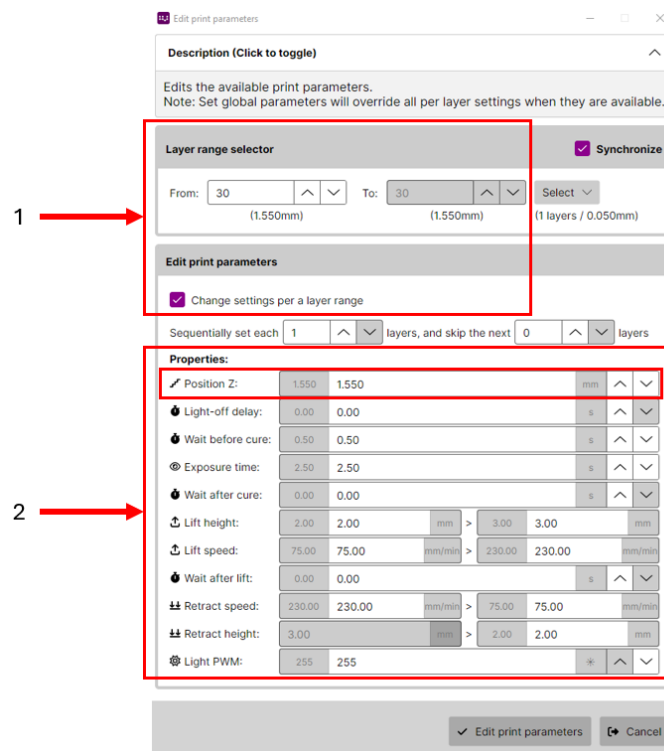 Edit print parameters
Description (Click to toggle)
Edits the available print parameters.
Note: Set global parameters will override all per layer settings when they are available.
Layer range selector Synchronize
From: 30 To: 30 Select
(1.550mm) (1.550mm) (1 layers / 0.050mm)
1
Edit print parameters
Change settings per a layer range
Sequentially set each 1 layers, and skip the next 0 layers
Properties:
Position Z: 1.550 1.550 mm
Light-off delay: 0.00 0.00 s
Wait before cure: 0.50 0.50 s
Exposure time: 2.50 2.50 s
Wait after cure: 0.00 0.00 s
2
Lift height: 2.00 2.00 mm > 3.00 3.00 mm
Lift speed: 75.00 75.00 mm/min > 230.00 230.00 mm/min
Wait after lift: 0.00 0.00 s
Retract speed: 230.00 230.00 mm/min > 75.00 75.00 mm/min
Retract height: 3.00 mm > 2.00 2.00 mm
Light PWM: 255 255
Edit print parameters Cancel